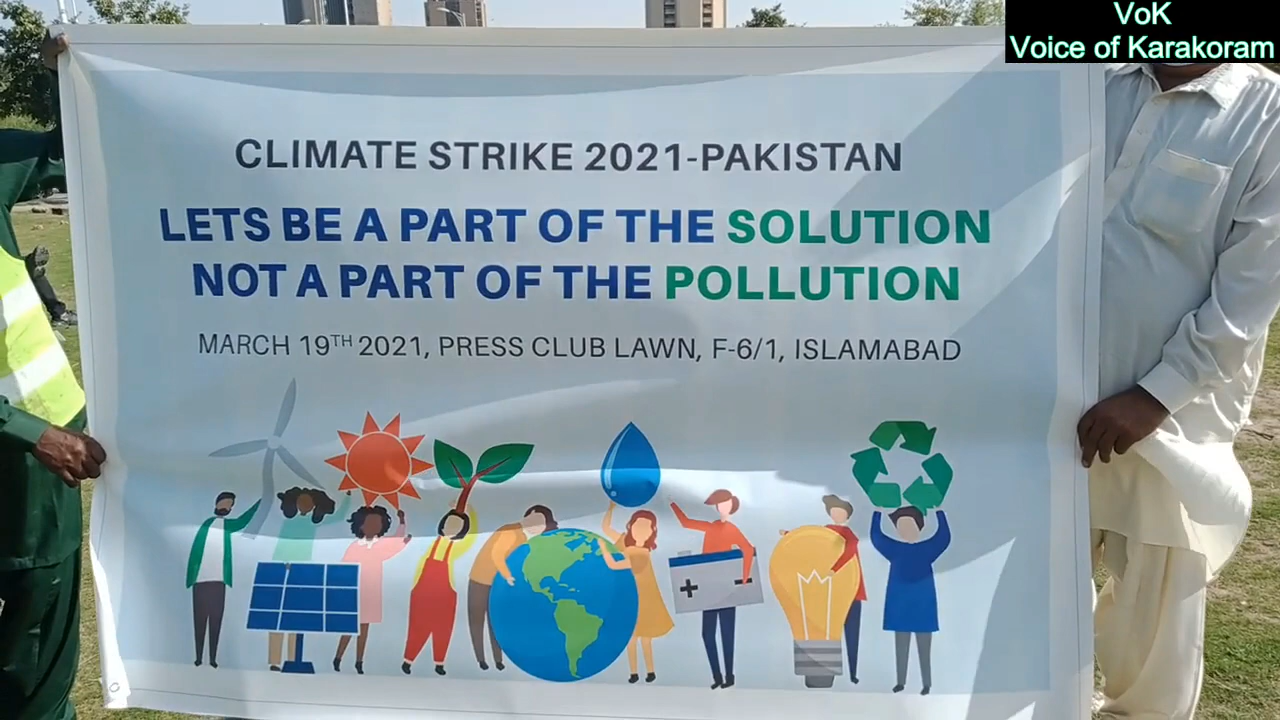 VoK
Voice of Karakoram
CLIMATE STRIKE 2021-PAKISTAN
LETS BE A PART OF THE SOLUTION
NOT A PART OF THE POLLUTION
MARCH 19TH 2021, PRESS CLUB LAWN, F-6/1, ISLAMABAD